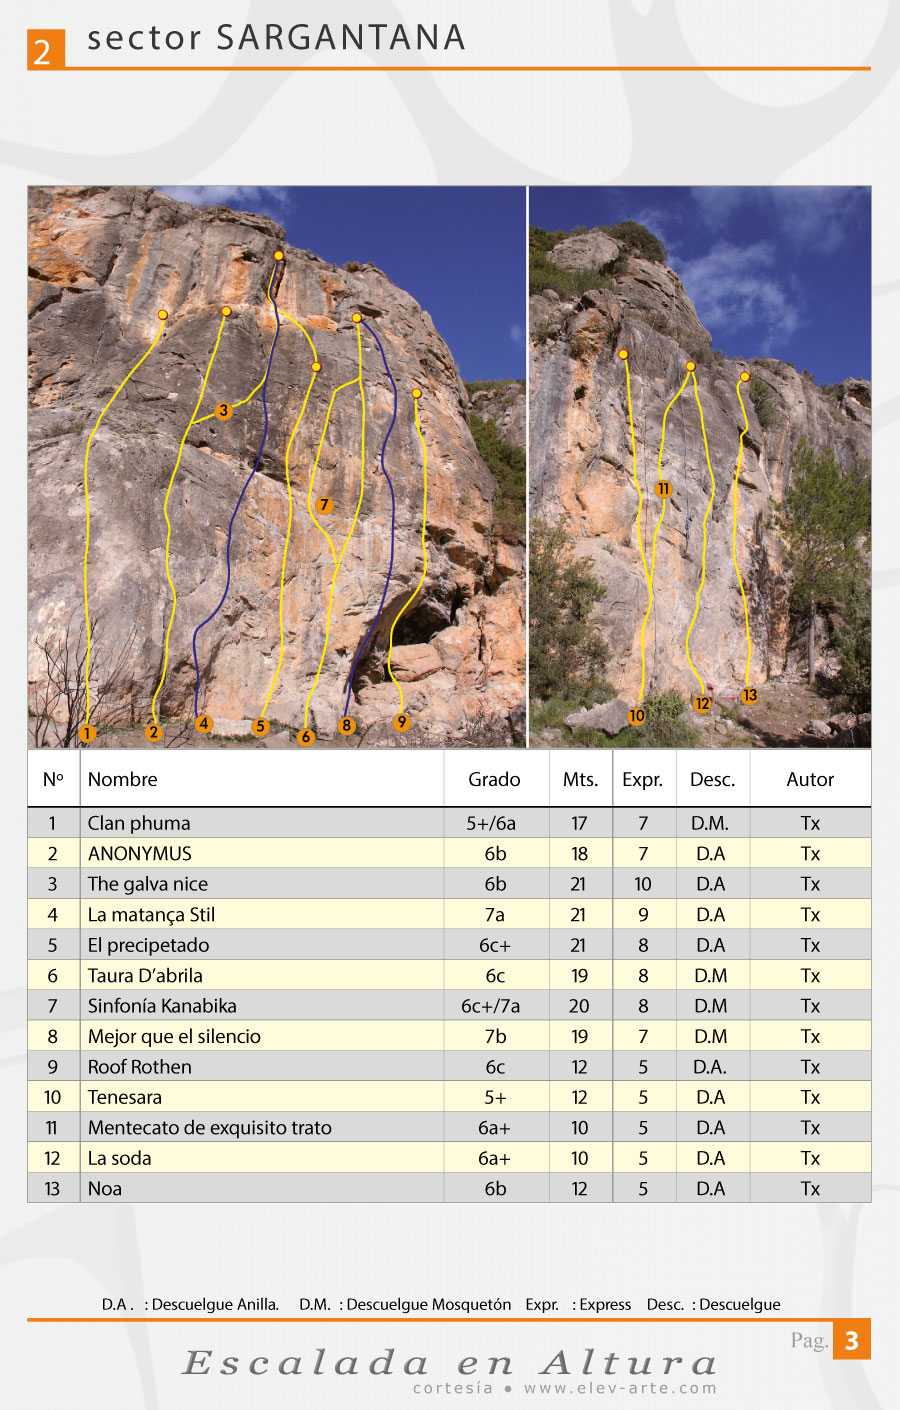 2 sector SARGANTANA
3
7
11
1 2 4 5 6 8 9 10 12 13
Nº Nombre Grado Mts. Expr. Desc. Autor
1 Clan phuma 5+/6a 17 7 D.M. Tx
2 ANONYMUS 6b 18 7 D.A Tx
3 The galva nice 6b 21 10 D.A Tx
4 La matança Stil 7a 21 9 D.A Tx
5 El precipetado 6c+ 21 8 D.A Tx
6 Taura D’abrila 6c 19 8 D.M Tx
7 Sinfonía Kanabika 6c+/7a 20 8 D.M Tx
8 Mejor que el silencio 7b 19 7 D.M Tx
9 Roof Rothen 6c 12 5 D.A. Tx
10 Tenesara 5+ 12 5 D.A Tx
11 Mentecato de exquisito trato 6a+ 10 5 D.A Tx
12 La soda 6a+ 10 5 D.A Tx
13 Noa 6b 12 5 D.A Tx
D.A . : Descuelgue Anilla. D.M. : Descuelgue Mosquetón Expr. : Express Desc. : Descuelgue
Pag. 3
Escalada en Altura
cortesía • www.elev-arte.com